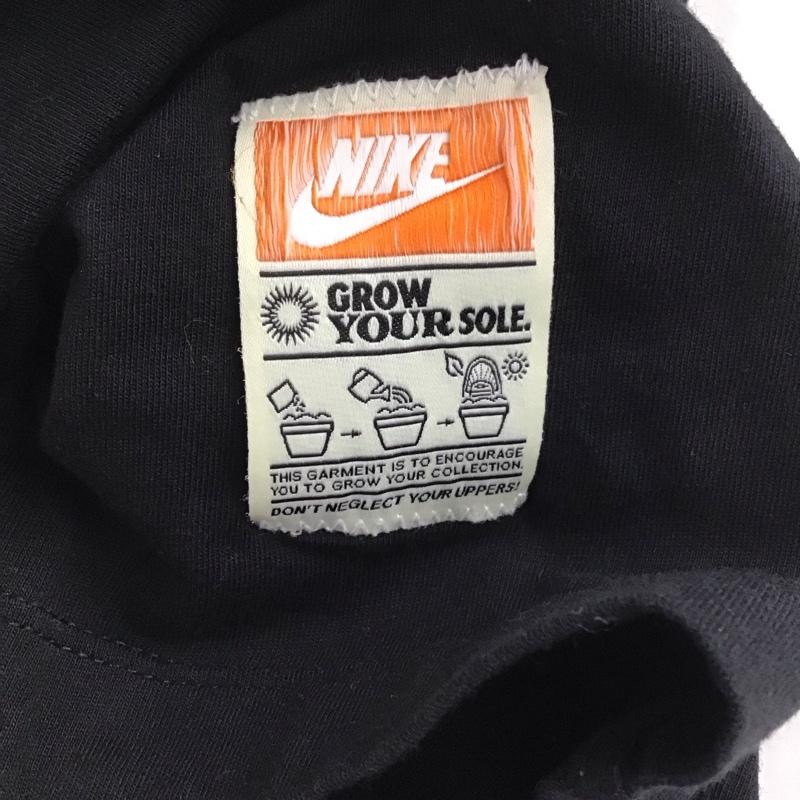 NIKE
GROW
YOUR SOLE.
THIS GARMENT IS TO ENCOURAGE
YOU TO GROW YOUR COLLECTION.
DON'T NEGLECT YOUR UPPERS!